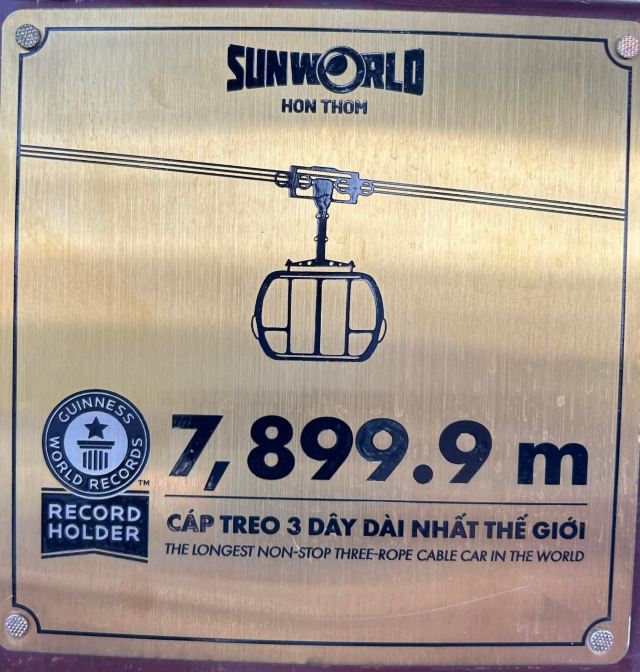 SUNWORLD
HON THOM
GUINNESS
WORLD RECORDS
TM
RECORD
HOLDER
7,899.9 m
CÁP TREO 3 DÂY DÀI NHẤT THẾ GIỚI
THE LONGEST NON-STOP THREE-ROPE CABLE CAR IN THE WORLD